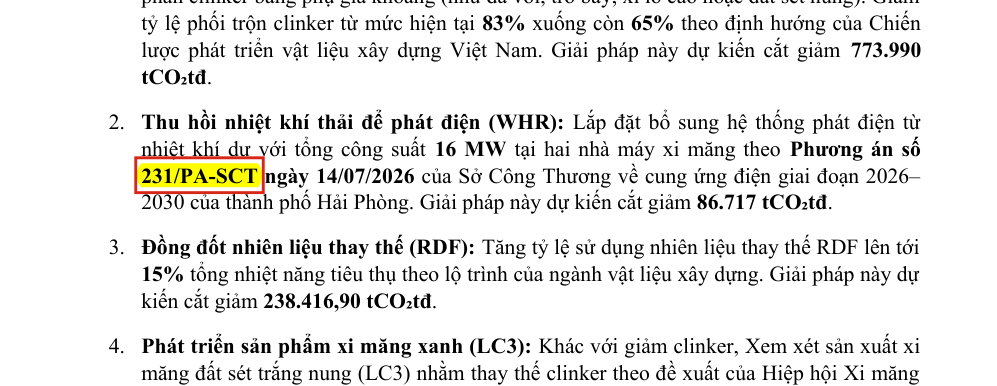 phần clinker bằng phụ gia khoáng (như đá vôi, tro bay, xỉ lò cao hoặc đất sét nung). Giảm
tỷ lệ phối trộn clinker từ mức hiện tại 83% xuống còn 65% theo định hướng của Chiến
lược phát triển vật liệu xây dựng Việt Nam. Giải pháp này dự kiến cắt giảm 773.990
tCO₂tđ.
2. Thu hồi nhiệt khí thải để phát điện (WHR): Lắp đặt bổ sung hệ thống phát điện từ
nhiệt khí dư với tổng công suất 16 MW tại hai nhà máy xi măng theo Phương án số
231/PA-SCT ngày 14/07/2026 của Sở Công Thương về cung ứng điện giai đoạn 2026–
2030 của thành phố Hải Phòng. Giải pháp này dự kiến cắt giảm 86.717 tCO₂tđ.
3. Đồng đốt nhiên liệu thay thế (RDF): Tăng tỷ lệ sử dụng nhiên liệu thay thế RDF lên tới
15% tổng nhiệt năng tiêu thụ theo lộ trình của ngành vật liệu xây dựng. Giải pháp này dự
kiến cắt giảm 238.416,90 tCO₂tđ.
4. Phát triển sản phẩm xi măng xanh (LC3): Khác với giảm clinker, Xem xét sản xuất xi
măng đất sét trắng nung (LC3) nhằm thay thế clinker theo đề xuất của Hiệp hội Xi măng